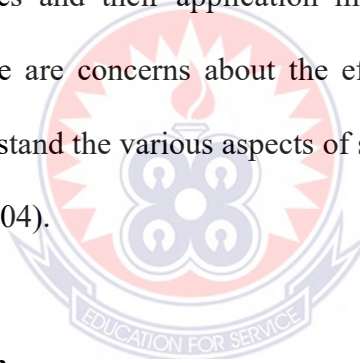 es and their application in
e are concerns about the ef
stand the various aspects of s
04).
EDUCATION FOR SERVICE